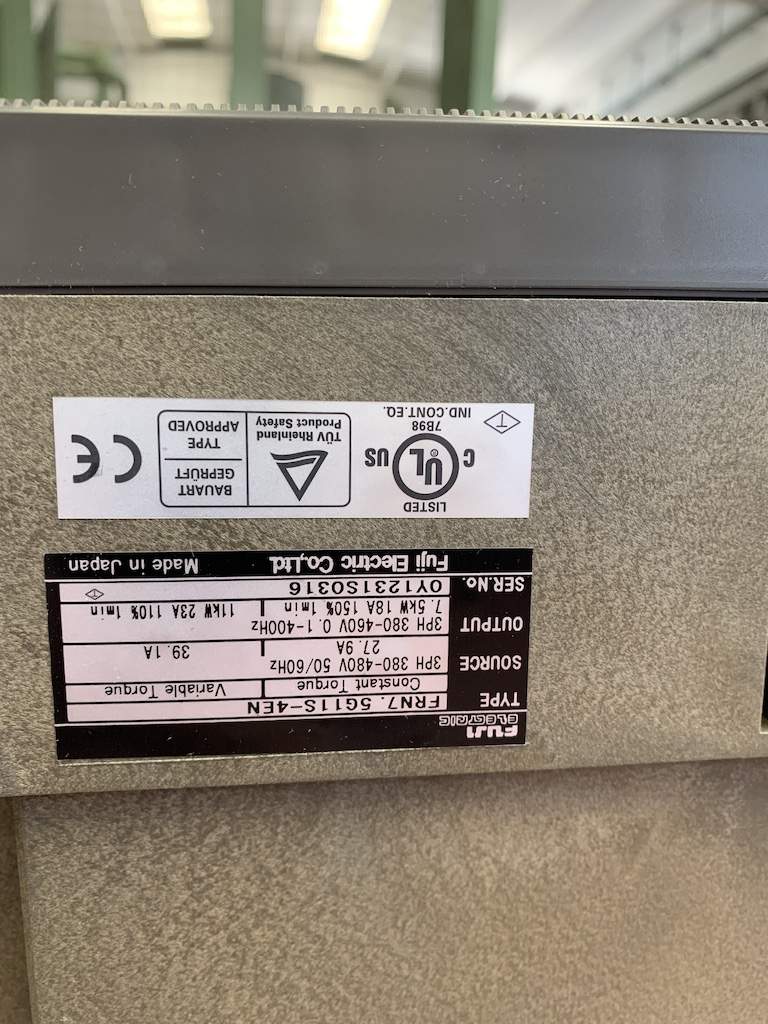 FUJI
ELECTRIC
TYPE FRN7.5G11S-4EN
Constant Torque Variable Torque
SOURCE 3PH 380-480V 50/60Hz
27.9A 39.1A
OUTPUT 3PH 380-460V 0.1-400Hz
7.5kW 18A 150% 1min 11kW 23A 110% 1min
SER.No. 0Y1231S0316
Fuji Electric Co.,Ltd. Made in Japan
LISTED
C UL US
®
7B98
IND.CONT.EQ.
TÜV Rheinland
Product Safety
BAUART
GEPRÜFT
TYPE
APPROVED
CE